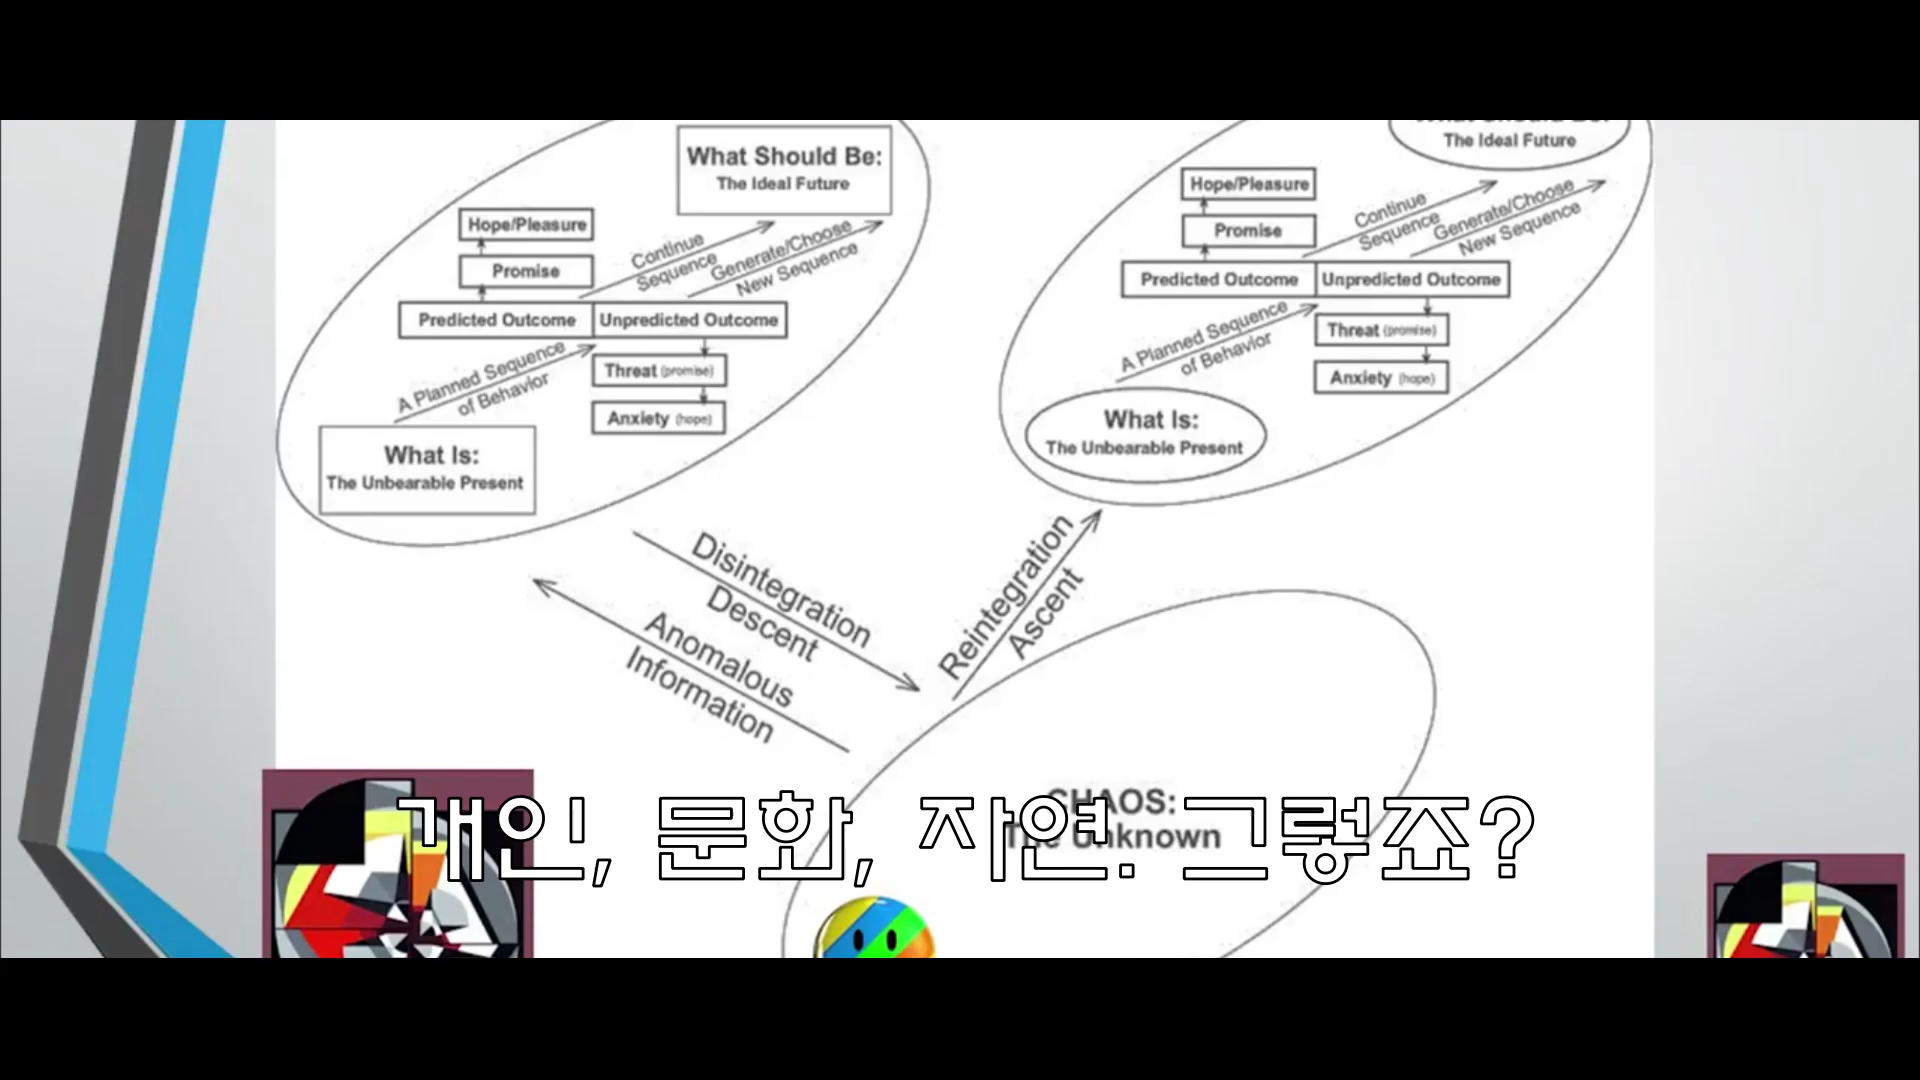 What Should Be:
The Ideal Future
Hope/Pleasure
Promise
Continue
Sequence
Generate/Choose
New Sequence
Predicted Outcome
Unpredicted Outcome
A Planned Sequence
of Behavior
Threat (promise)
Anxiety (hope)
What Is:
The Unbearable Present
The Ideal Future
Hope/Pleasure
Promise
Continue
Sequence
Generate/Choose
New Sequence
Predicted Outcome
Unpredicted Outcome
A Planned Sequence
of Behavior
Threat (promise)
Anxiety (hope)
What Is:
The Unbearable Present
Disintegration
Descent
Anomalous
Information
Reintegration
Ascent
CHAOS:
The Unknown
개인, 문화, 자연. 그렇죠?